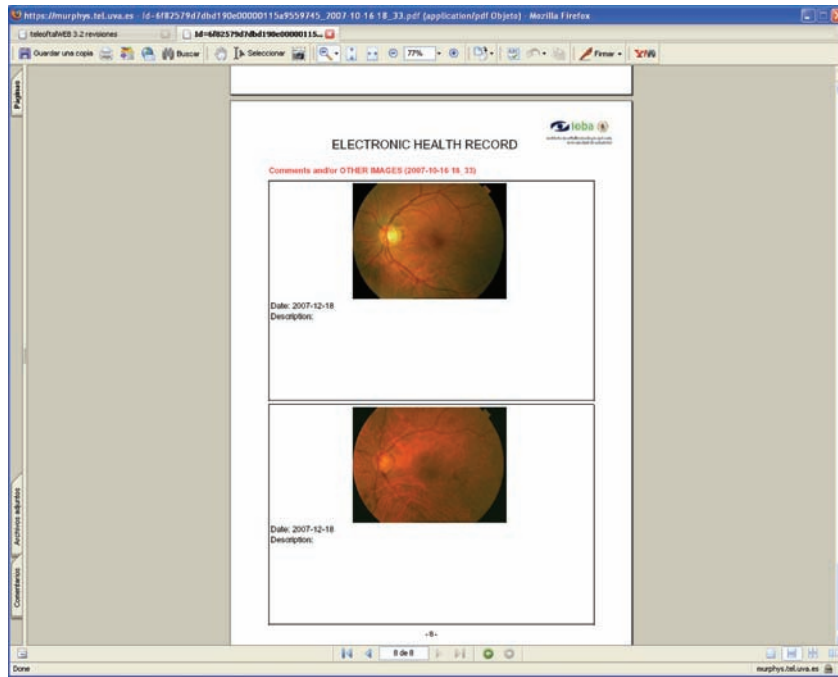 https://murphys.tel.uva.es - Id-6f82579d7dbd190e00000115a9559745_2007-10-16 18_33.pdf (application/pdf Objeto) - Mozilla Firefox
teleoftalWEB 3.2 revisiones
Id=6f82579d7dbd190e00000115...
Guardar una copia
Buscar
Seleccionar
77%
Firmar
Páginas
ioba
ELECTRONIC HEALTH RECORD
Comments and/or OTHER IMAGES (2007-10-16 18_33)
Date: 2007-12-18
Description:
Date: 2007-12-18
Description:
Archivos adjuntos
Comentarios
-8-
8 de 8
Done
murphys.tel.uva.es